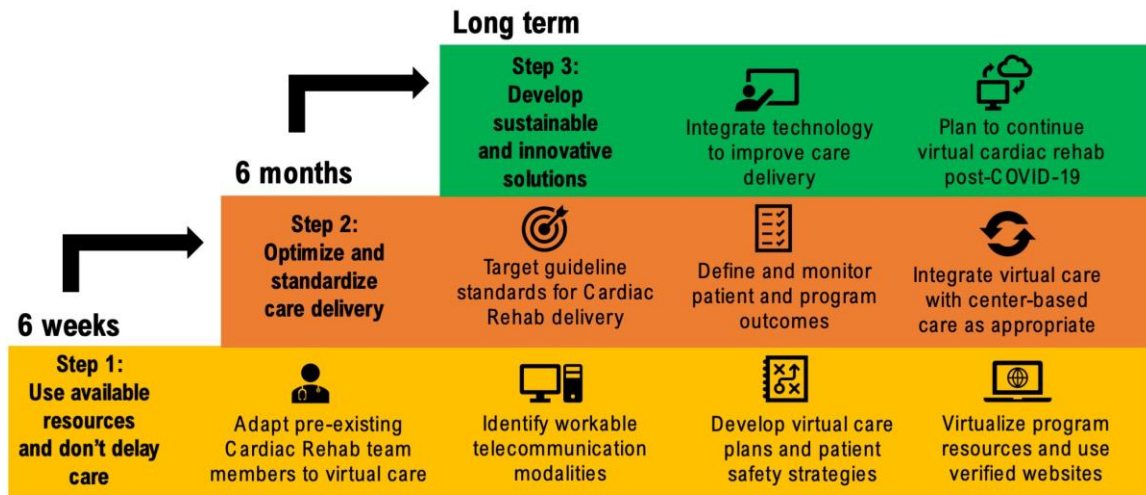 Long term
Step 3:
Develop
sustainable
and innovative
solutions
Integrate technology
to improve care
delivery
Plan to continue
virtual cardiac rehab
post-COVID-19
6 months
Step 2:
Optimize and
standardize
care delivery
Target guideline
standards for Cardiac
Rehab delivery
Define and monitor
patient and program
outcomes
Integrate virtual care
with center-based
care as appropriate
6 weeks
Step 1:
Use available
resources
and don't delay
care
Adapt pre-existing
Cardiac Rehab team
members to virtual care
Identify workable
telecommunication
modalities
Develop virtual care
plans and patient
safety strategies
Virtualize program
resources and use
verified websites